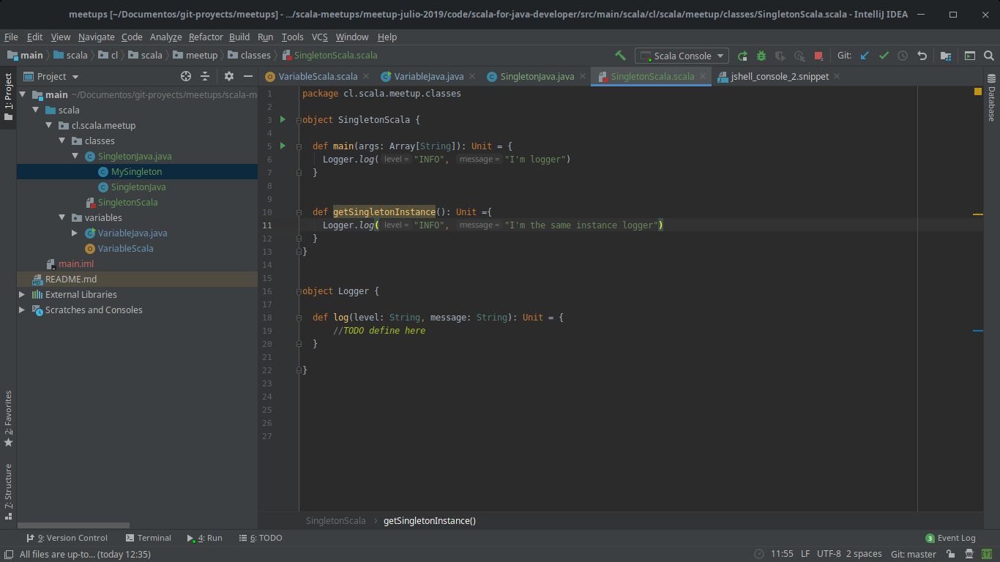 meetups [~/Documentos/git-proyects/meetups] - .../scala-meetups/meetup-julio-2019/code/scala-for-java-developer/src/main/scala/cl/scala/meetup/classes/SingletonScala.scala - IntelliJ IDEA
File Edit View Navigate Code Analyze Refactor Build Run Tools VCS Window Help
main scala cl scala meetup classes SingletonScala.scala Scala Console Git:
1: Project
Project
VariableScala.scala VariableJava.java SingletonJava.java SingletonScala.scala jshell_console_2.snippet
main ~/Documentos/git-proyects/meetups/scala-m
scala
cl.scala.meetup
classes
SingletonJava.java
MySingleton
SingletonJava
SingletonScala
variables
VariableJava.java
VariableScala
main.iml
README.md
External Libraries
Scratches and Consoles
1 package cl.scala.meetup.classes
2
3 object SingletonScala {
4
5 def main(args: Array[String]): Unit = {
6 Logger.log( level = "INFO", message = "I'm logger")
7 }
8
9
10 def getSingletonInstance(): Unit ={
11 Logger.log( level = "INFO", message = "I'm the same instance logger")
12 }
13 }
14
15
16 object Logger {
17
18 def log(level: String, message: String): Unit = {
19 //TODO define here
20 }
21
22 }
23
24
25
26
27
Database
2: Favorites
7: Structure
SingletonScala > getSingletonInstance()
9: Version Control Terminal 4: Run 6: TODO 3 Event Log
All files are up-to... (today 12:35) 11:55 LF UTF-8 2 spaces Git: master